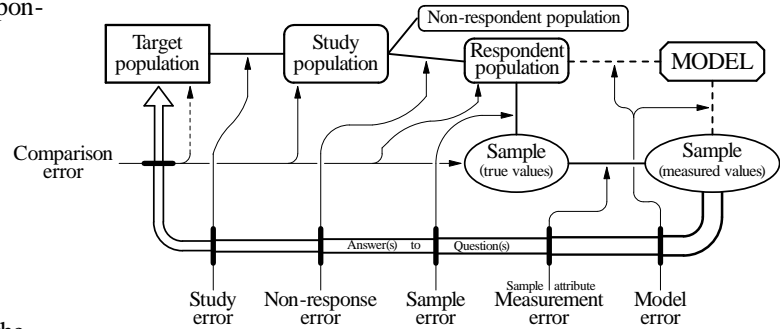 pon-
Non-respondent population
Target
population
Study
population
Respondent
population
MODEL
Comparison
error
Sample
(true values)
Sample
(measured values)
Answer(s) to Question(s)
Study
error
Non-response
error
Sample
error
Sample attribute
Measurement
error
Model
error